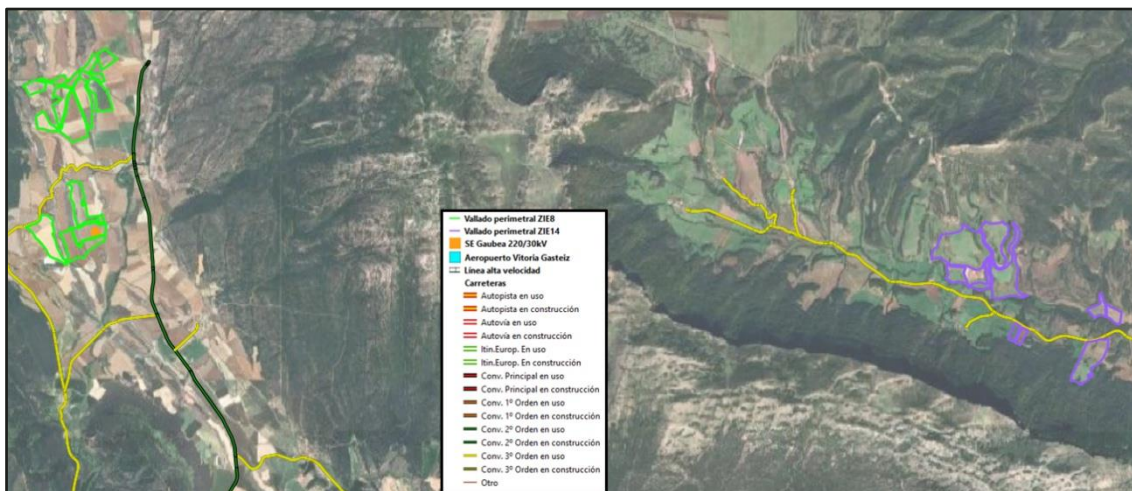 Vallado perimetral ZIE8
Vallado perimetral ZIE14
SE Gaubea 220/30kV
Aeropuerto Vitoria Gasteiz
Línea alta velocidad
Carreteras
Autopista en uso
Autopista en construcción
Autovía en uso
Autovía en construcción
Itin.Europ. En uso
Itin.Europ. En construcción
Conv. Principal en uso
Conv. Principal en construcción
Conv. 1º Orden en uso
Conv. 1º Orden en construcción
Conv. 2º Orden en uso
Conv. 2º Orden en construcción
Conv. 3º Orden en uso
Conv. 3º Orden en construcción
Otro